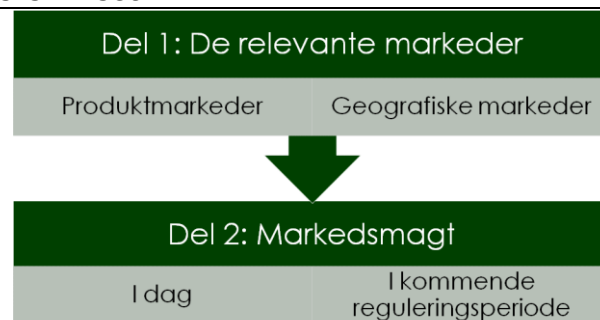 Del 1: De relevante markeder
Produktmarkeder
Geografiske markeder
Del 2: Markedsmagt
I dag
I kommende
reguleringsperiode